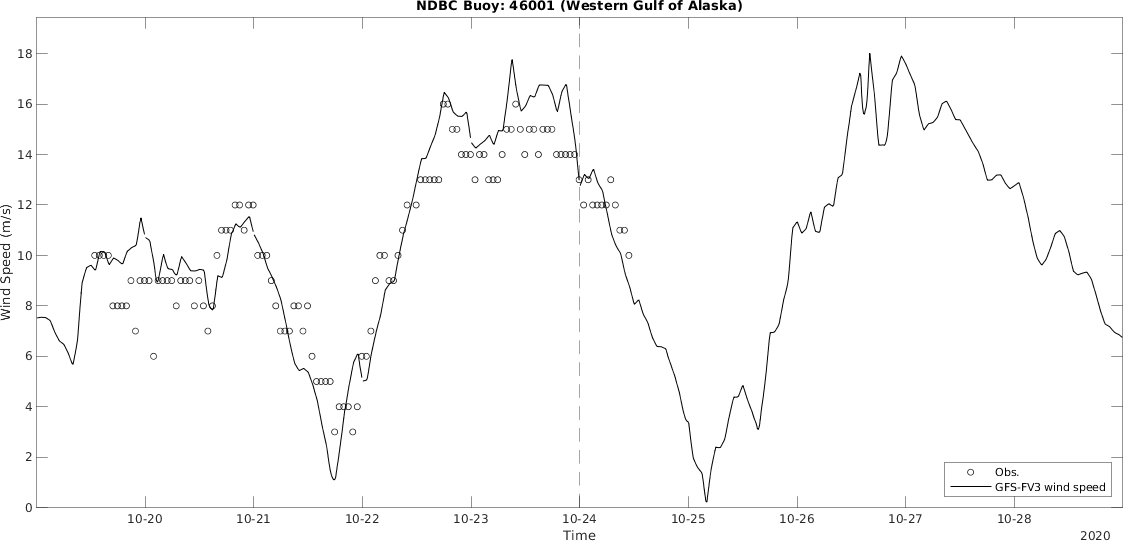 NDBC Buoy: 46001 (Western Gulf of Alaska)
Wind Speed (m/s)
18
16
14
12
10
8
6
4
2
0
Obs.
GFS-FV3 wind speed
10-20 10-21 10-22 10-23 10-24 10-25 10-26 10-27 10-28
Time
2020